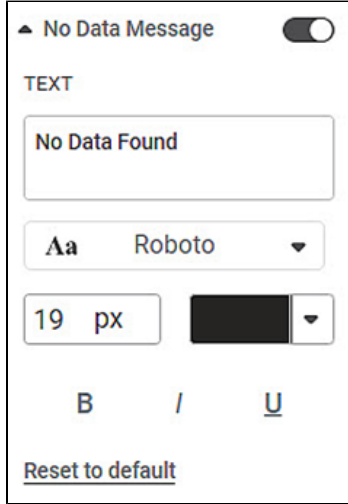 No Data Message
TEXT
No Data Found
Aa Roboto
19 px
B I U
Reset to default